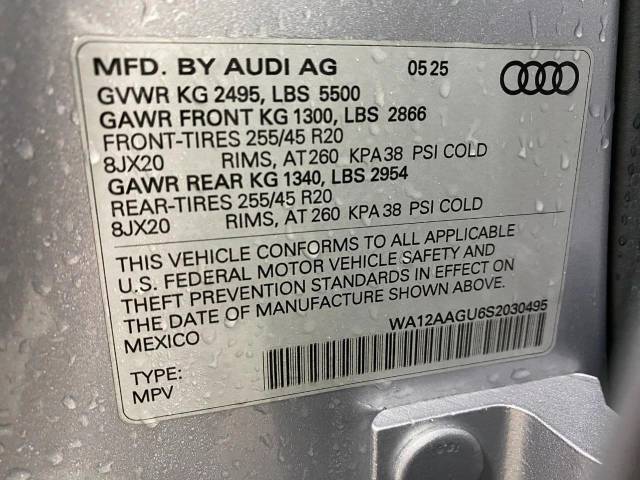 MFD. BY AUDI AG 05 25
GVWR KG 2495, LBS 5500
GAWR FRONT KG 1300, LBS 2866
FRONT-TIRES 255/45 R20
8JX20 RIMS, AT 260 KPA 38 PSI COLD
GAWR REAR KG 1340, LBS 2954
REAR-TIRES 255/45 R20
8JX20 RIMS, AT 260 KPA 38 PSI COLD
THIS VEHICLE CONFORMS TO ALL APPLICABLE
U.S. FEDERAL MOTOR VEHICLE SAFETY AND
THEFT PREVENTION STANDARDS IN EFFECT ON
THE DATE OF MANUFACTURE SHOWN ABOVE.
MEXICO WA12AAGU6S2030495
TYPE:
MPV